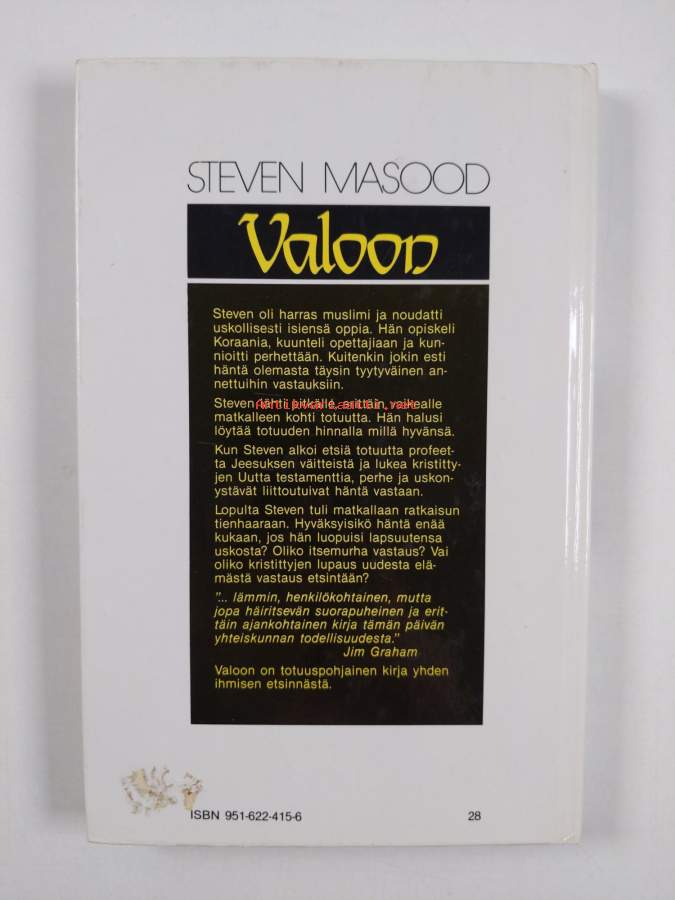 STEVEN MASOOD
Valoon
Steven oli harras muslimi ja noudatti
uskollisesti isiensä oppia. Hän opiskeli
Koraania, kuunteli opettajiaan ja kun-
nioitti perhettään. Kuitenkin jokin esti
häntä olemasta täysin tyytyväinen an-
nettuihin vastauksiin.
Steven lähti pitkälle, erittäin vaikealle
matkalleen kohti totuutta. Hän halusi
löytää totuuden hinnalla millä hyvänsä.
Kun Steven alkoi etsiä totuutta profeet-
ta Jeesuksen väitteistä ja lukea kristitty-
jen Uutta testamenttia, perhe ja uskon-
ystävät liittoutuivat häntä vastaan.
Lopulta Steven tuli matkallaan ratkaisun
tienhaaraan. Hyväksyisikö häntä enää
kukaan, jos hän luopuisi lapsuutensa
uskosta? Oliko itsemurha vastaus? Vai
oliko kristittyjen lupaus uudesta elä-
mästä vastaus etsintään?
"... lämmin, henkilökohtainen, mutta
jopa häiritsevän suorapuheinen ja erit-
täin ajankohtainen kirja tämän päivän
yhteiskunnan todellisuudesta."
Jim Graham
Valoon on totuuspohjainen kirja yhden
ihmisen etsinnästä.
ISBN 951-622-415-6 28